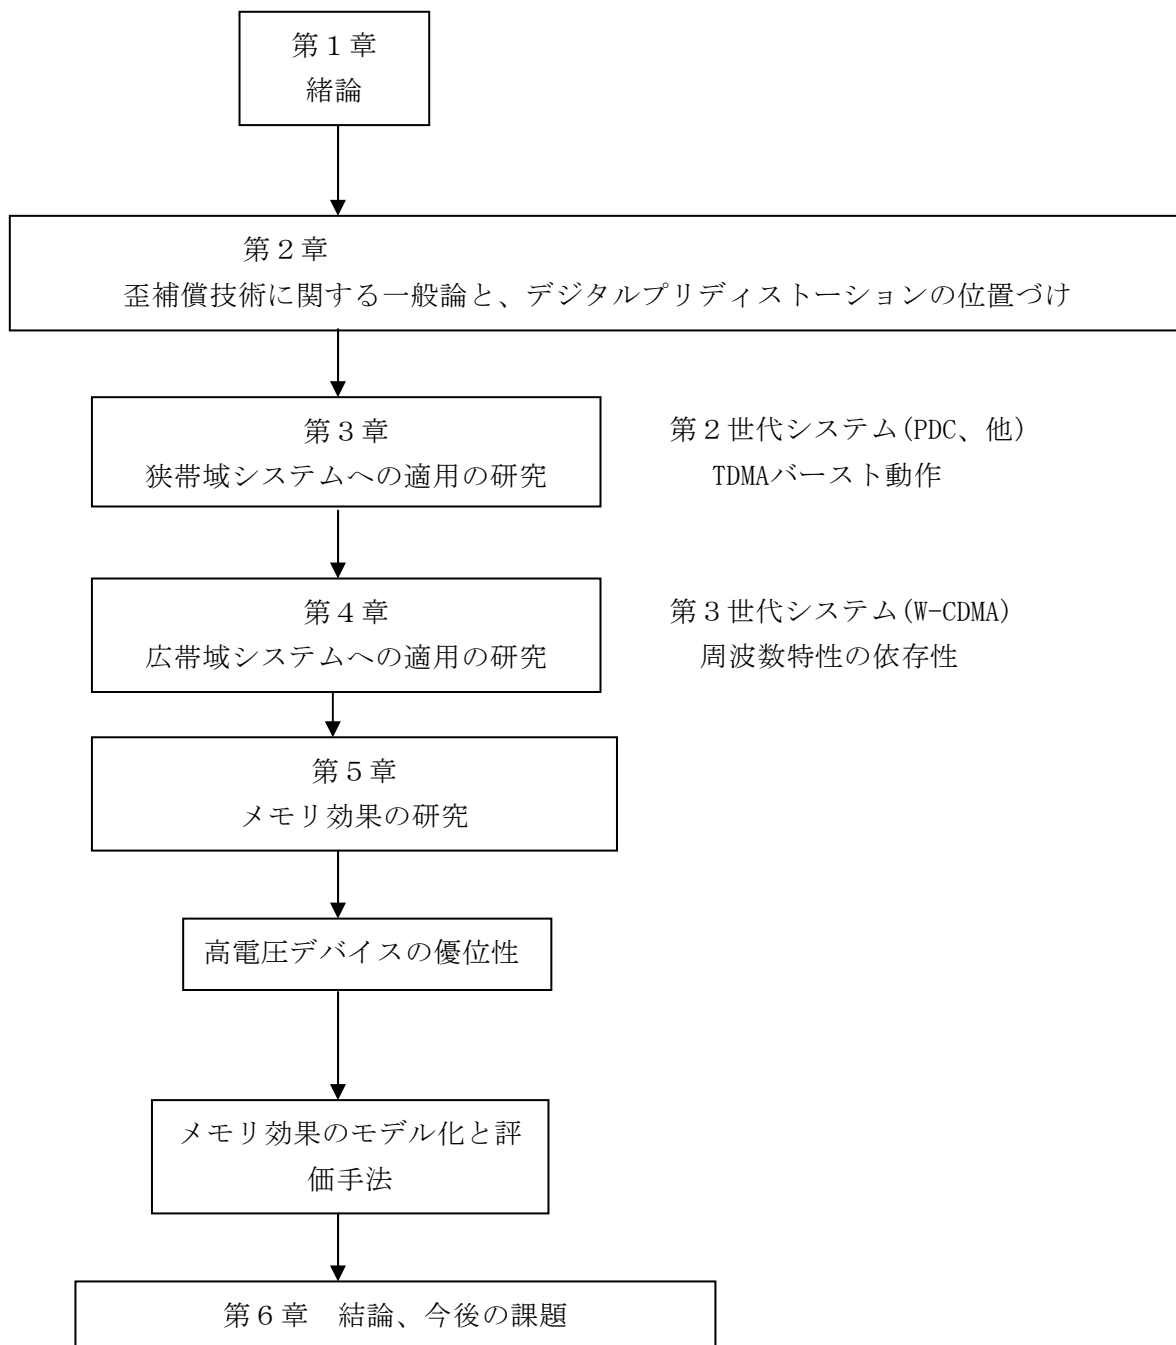 第１章
緒論
第２章
歪補償技術に関する一般論と、デジタルプリディストーションの位置づけ
第３章
狭帯域システムへの適用の研究
第２世代システム(PDC、他)
TDMAバースト動作
第４章
広帯域システムへの適用の研究
第３世代システム(W-CDMA)
周波数特性の依存性
第５章
メモリ効果の研究
高電圧デバイスの優位性
メモリ効果のモデル化と評
価手法
第６章　結論、今後の課題